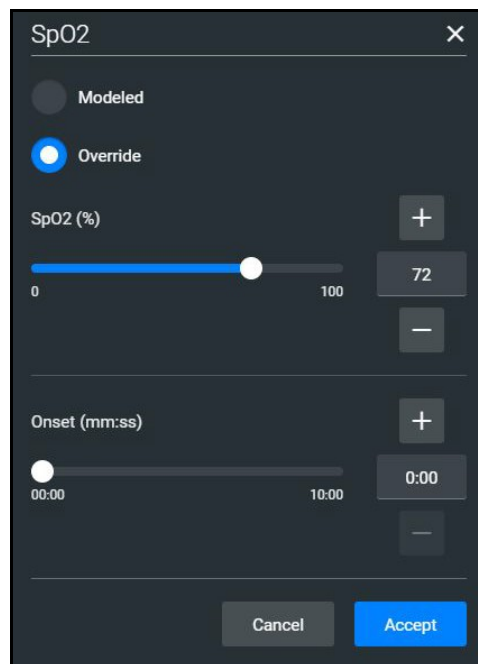 SpO2
Modeled
Override
SpO2 (%)
72
0 100
Onset (mm:ss)
0:00
00:00 10:00
Cancel Accept